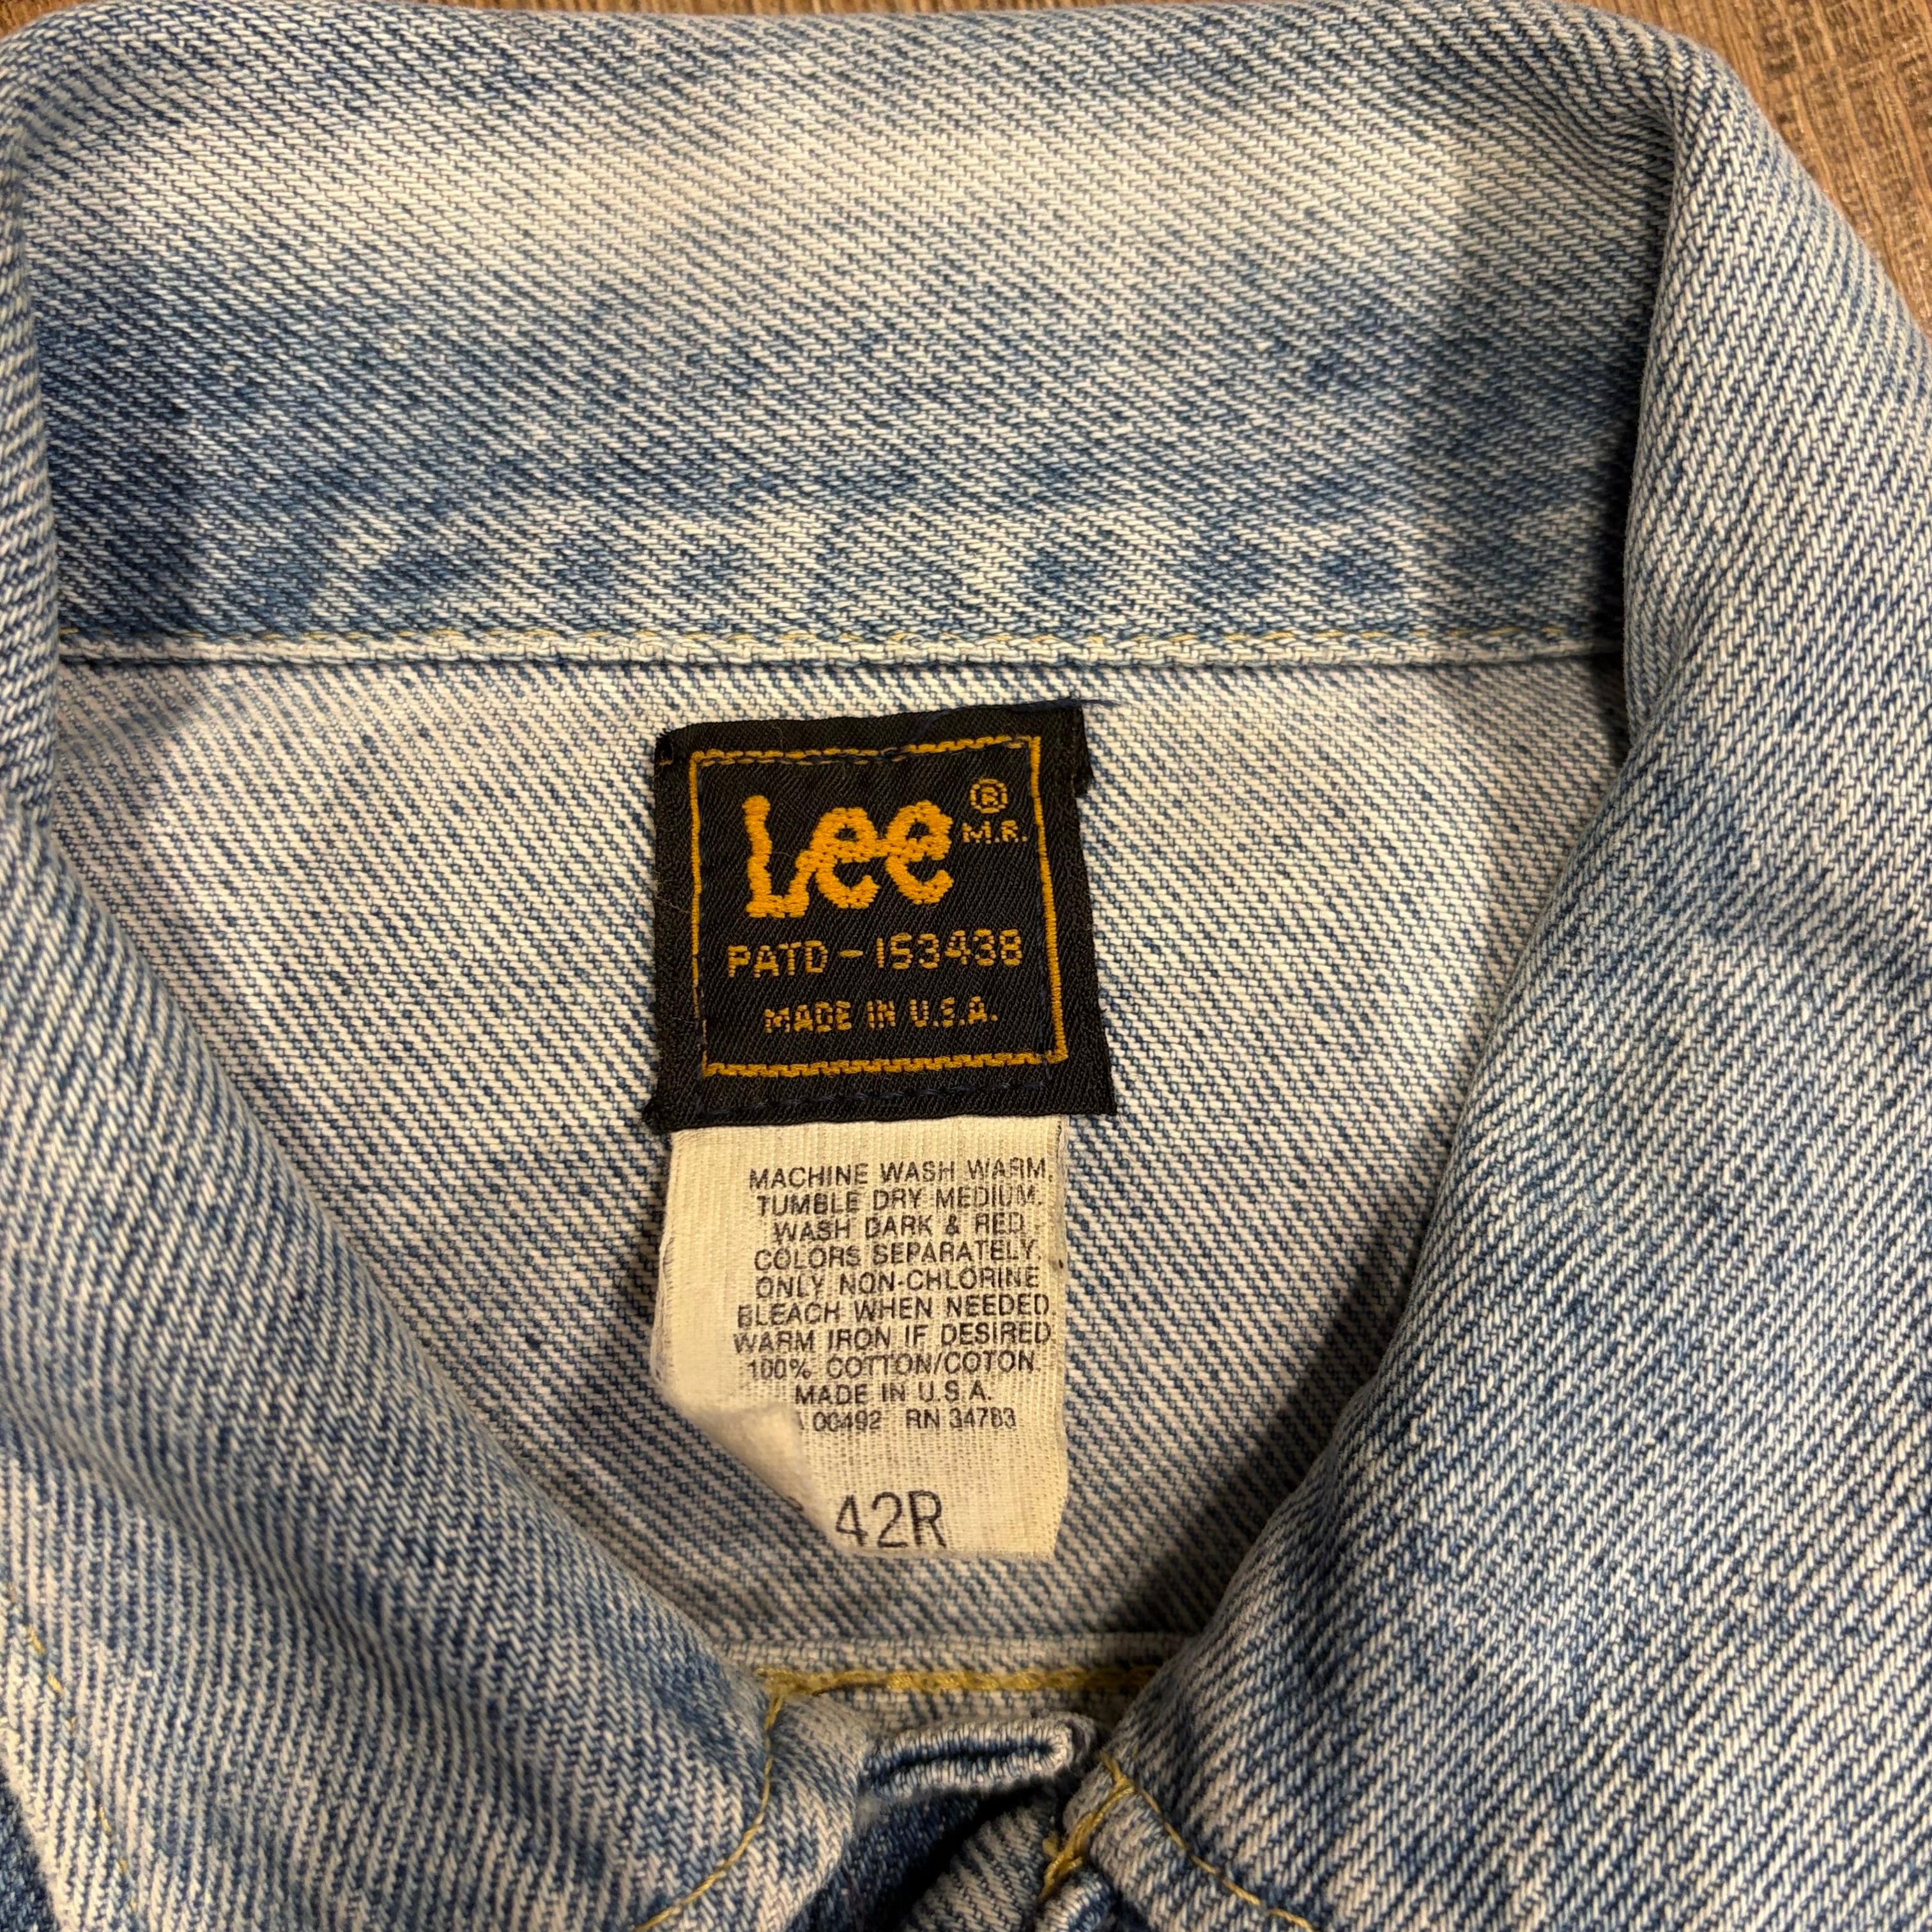 Lee ®
M.R.
PATD-153438
MADE IN U.S.A.
MACHINE WASH WARM.
TUMBLE DRY MEDIUM.
WASH DARK & RED
COLORS SEPARATELY.
ONLY NON-CHLORINE
BLEACH WHEN NEEDED.
WARM IRON IF DESIRED.
100% COTTON/COTON.
MADE IN U.S.A.
00492 RN 34783
42R